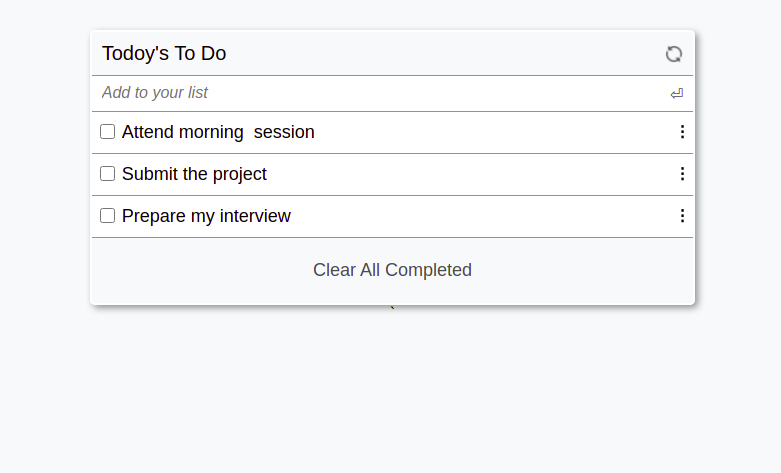 Todoy's To Do
Add to your list
Attend morning  session
Submit the project
Prepare my interview
Clear All Completed
`